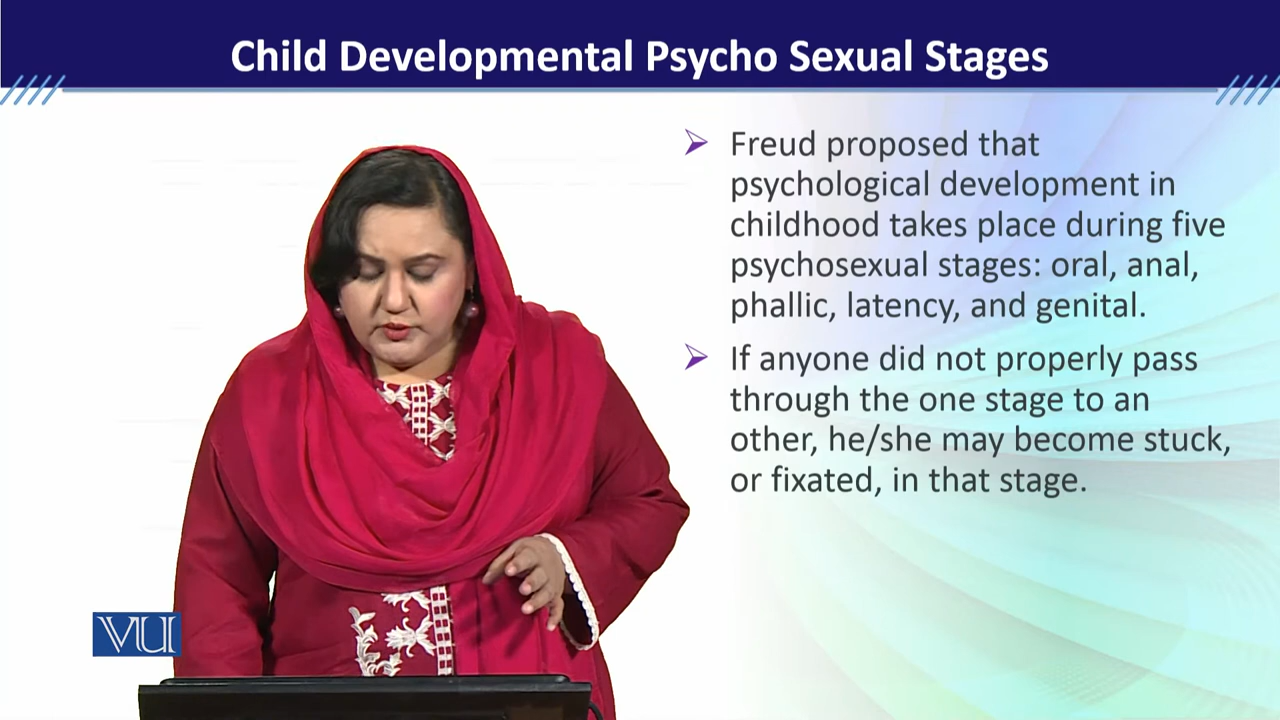 Child Developmental Psycho Sexual Stages
Freud proposed that
psychological development in
childhood takes place during five
psychosexual stages: oral, anal,
phallic, latency, and genital.
If anyone did not properly pass
through the one stage to an
other, he/she may become stuck,
or fixated, in that stage.
VU